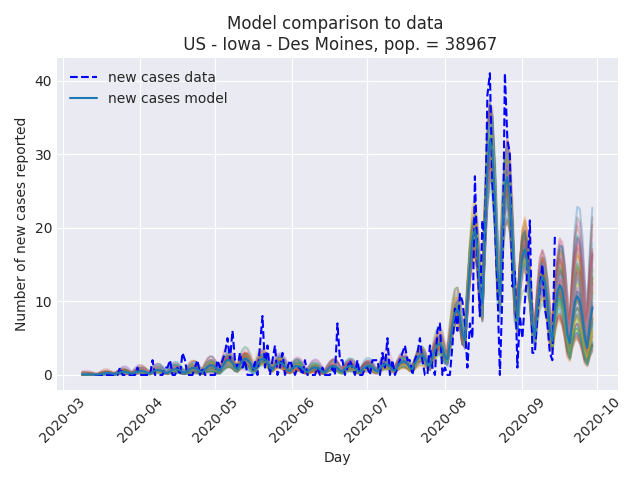 Model comparison to data
US - Iowa - Des Moines, pop. = 38967
new cases data
new cases model
Number of new cases reported
40
30
20
10
0
2020-03
2020-04
2020-05
2020-06
2020-07
2020-08
2020-09
2020-10
Day